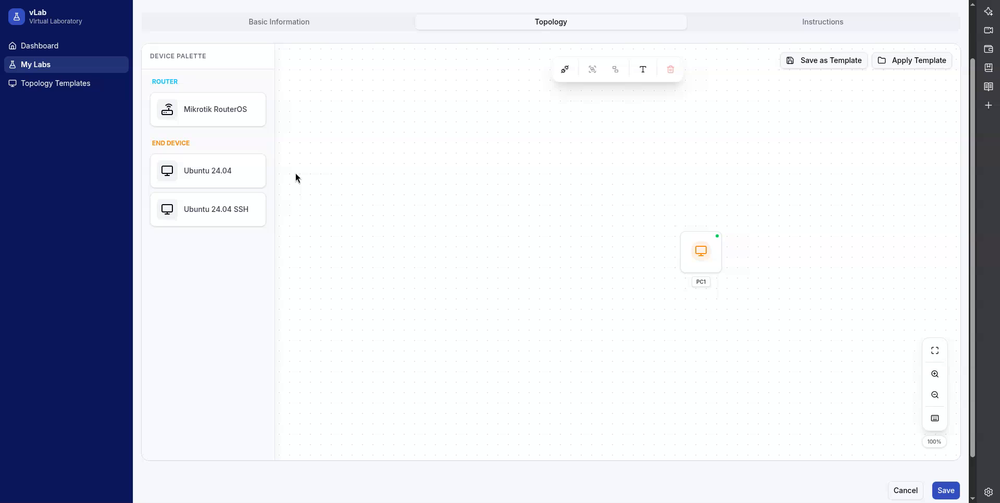 vLab
Virtual Laboratory
Dashboard
My Labs
Topology Templates
Basic Information
Topology
Instructions
DEVICE PALETTE
ROUTER
Mikrotik RouterOS
END DEVICE
Ubuntu 24.04
Ubuntu 24.04 SSH
Save as Template
Apply Template
PC1
100%
Cancel
Save